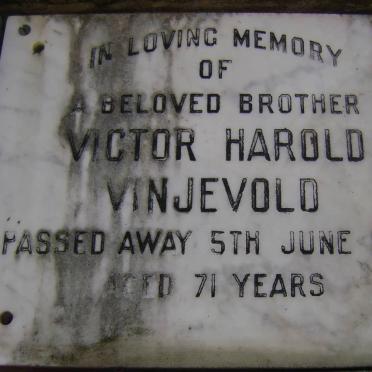 IN LOVING MEMORY
OF
A BELOVED BROTHER
VICTOR HAROLD
VINJEVOLD
PASSED AWAY 5TH JUNE
AGED 71 YEARS